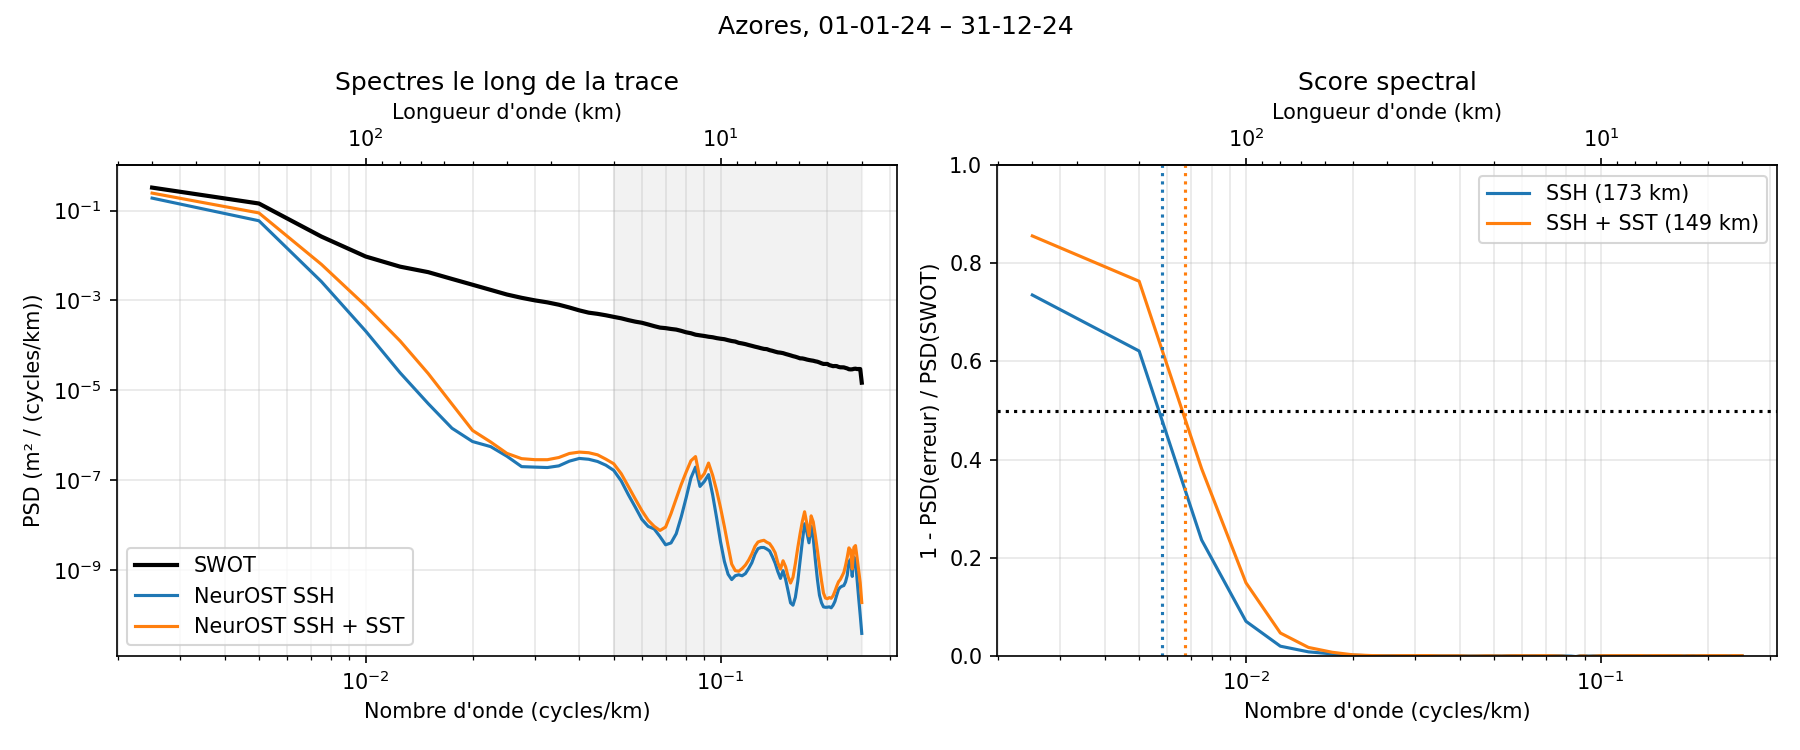 Azores, 01-01-24 – 31-12-24
Spectres le long de la trace
Longueur d'onde (km)
10² 10¹
10⁻¹
10⁻³
10⁻⁵
10⁻⁷
10⁻⁹
PSD (m² / (cycles/km))
SWOT
NeurOST SSH
NeurOST SSH + SST
10⁻² 10⁻¹
Nombre d'onde (cycles/km)
Score spectral
Longueur d'onde (km)
10² 10¹
1.0
0.8
0.6
0.4
0.2
0.0
1 - PSD(erreur) / PSD(SWOT)
SSH (173 km)
SSH + SST (149 km)
10⁻² 10⁻¹
Nombre d'onde (cycles/km)